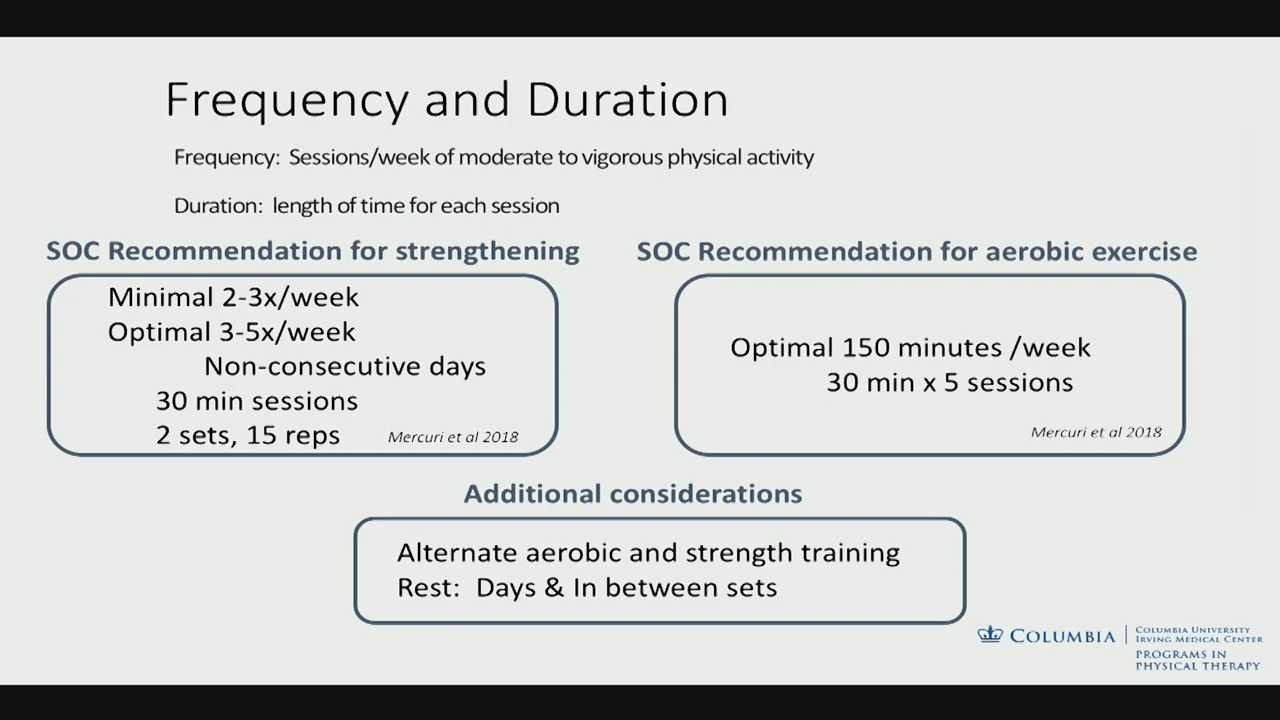 Frequency and Duration
Frequency: Sessions/week of moderate to vigorous physical activity
Duration: length of time for each session
SOC Recommendation for strengthening
Minimal 2-3x/week
Optimal 3-5x/week
Non-consecutive days
30 min sessions
2 sets, 15 reps
Mercuri et al 2018
SOC Recommendation for aerobic exercise
Optimal 150 minutes /week
30 min x 5 sessions
Mercuri et al 2018
Additional considerations
Alternate aerobic and strength training
Rest: Days & In between sets
COLUMBIA
COLUMBIA UNIVERSITY
IRVING MEDICAL CENTER
PROGRAMS IN
PHYSICAL THERAPY